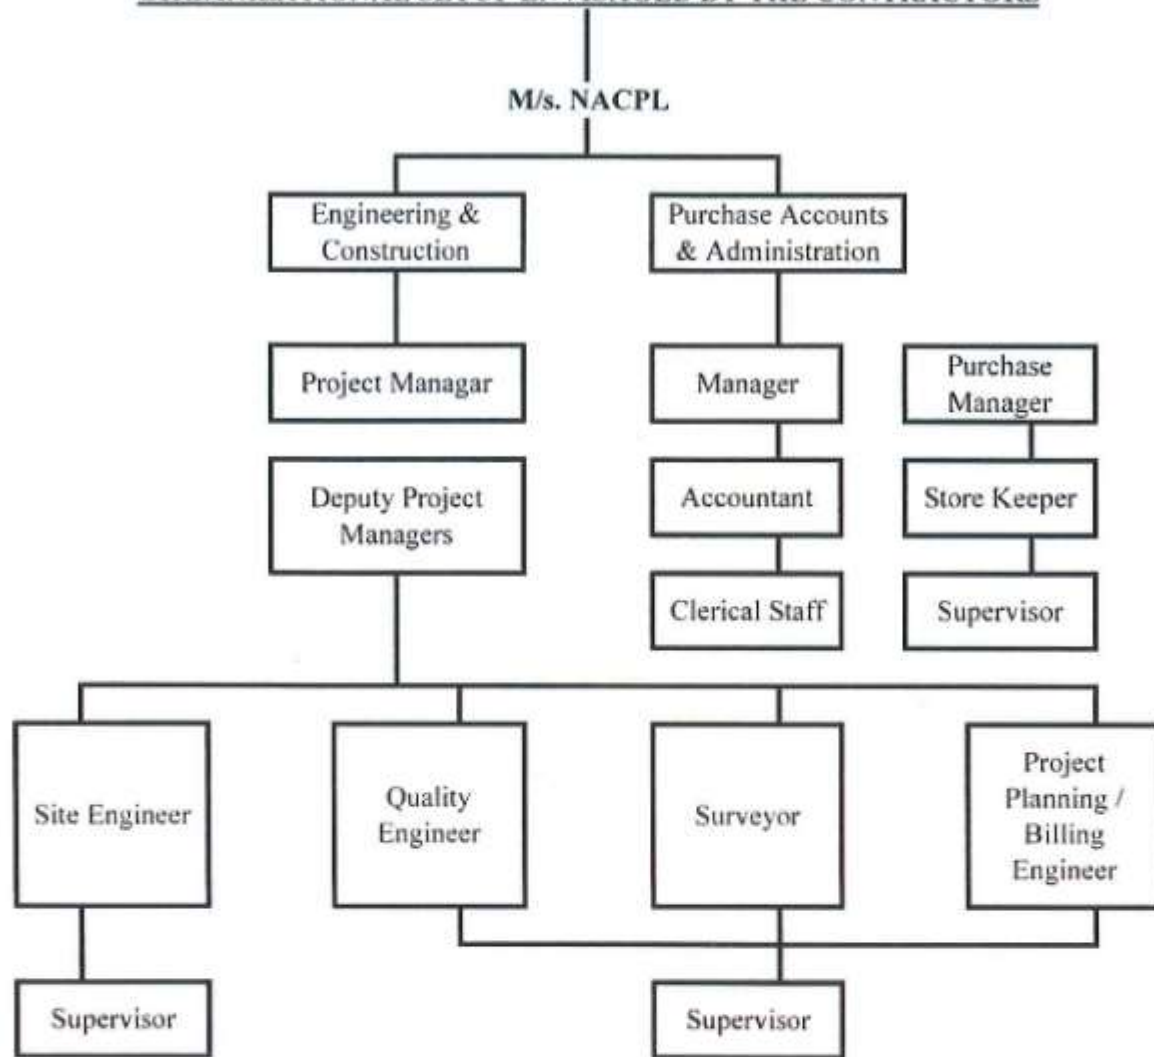 M/s. NACPL
Engineering &
Construction
Purchase Accounts
& Administration
Project Managar
Manager
Purchase
Manager
Deputy Project
Managers
Accountant
Store Keeper
Clerical Staff
Supervisor
Site Engineer
Quality
Engineer
Surveyor
Project
Planning /
Billing
Engineer
Supervisor
Supervisor